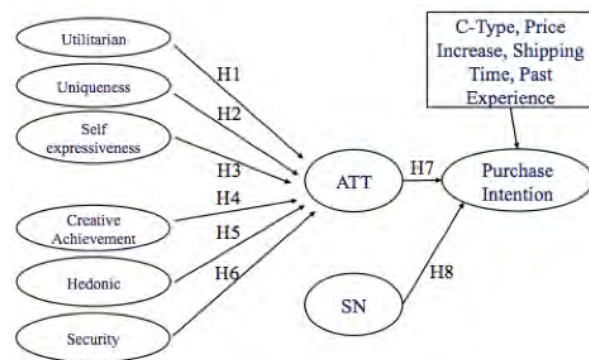 Utilitarian
Uniqueness
Self
expressiveness
Creative
Achievement
Hedonic
Security
H1
H2
H3
H4
H5
H6
ATT
SN
H7
H8
C-Type, Price
Increase, Shipping
Time, Past
Experience
Purchase
Intention